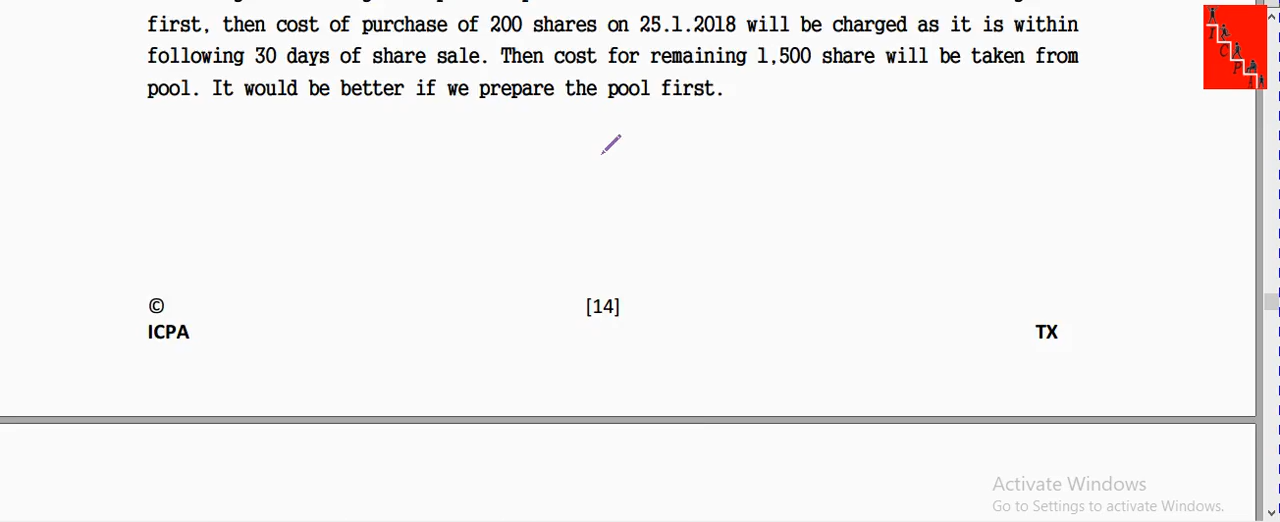 first, then cost of purchase of 200 shares on 25.1.2018 will be charged as it is within
following 30 days of share sale. Then cost for remaining 1,500 share will be taken from
pool. It would be better if we prepare the pool first.
I
C
P
A
©
[14]
ICPA
TX
Activate Windows
Go to Settings to activate Windows.